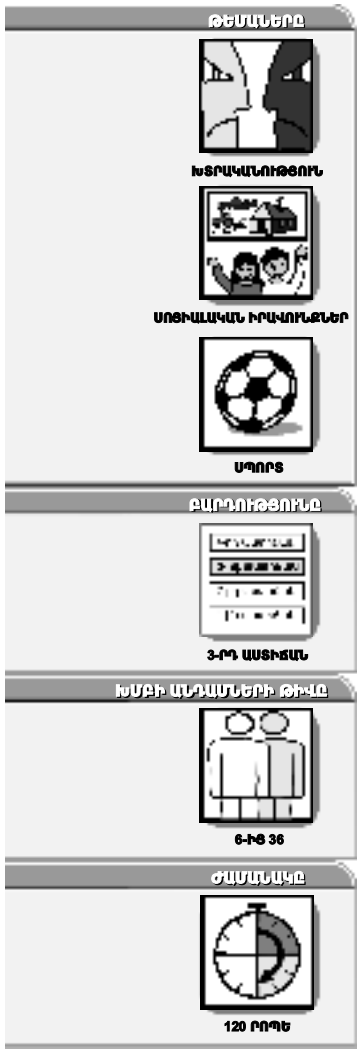 ԹԵՄԱՆԵՐԸ
ԽՏՐԱԿԱՆՈՒԹՅՈՒՆ
ՍՈՑԻԱԼԱԿԱՆ ԻՐԱՎՈՒՆՔՆԵՐ
ՍՊՈՐՏ
ԲԱՐԴՈՒԹՅՈՒՆԸ
3-ՐԴ ԱՍՏԻՃԱՆ
ԽՄԲԻ ԱՆԴԱՄՆԵՐԻ ԹԻՎԸ
6-ԻՑ 36
ԺԱՄԱՆԱԿԸ
120 ՐՈՊԵ